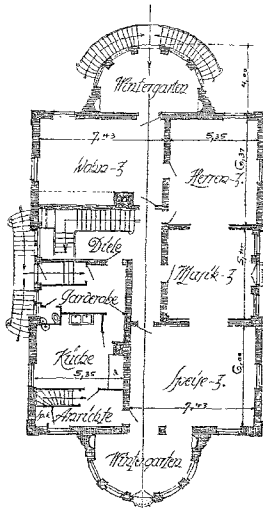 Wintergarten
4,00
7,43
5,35
Wohn-Z.
Herren-Z.
6,37
Diele
Musik-Z.
Garderobe
Küche
5,35
Speise-Z.
6,00
7,43
Anrichte
Wintergarten